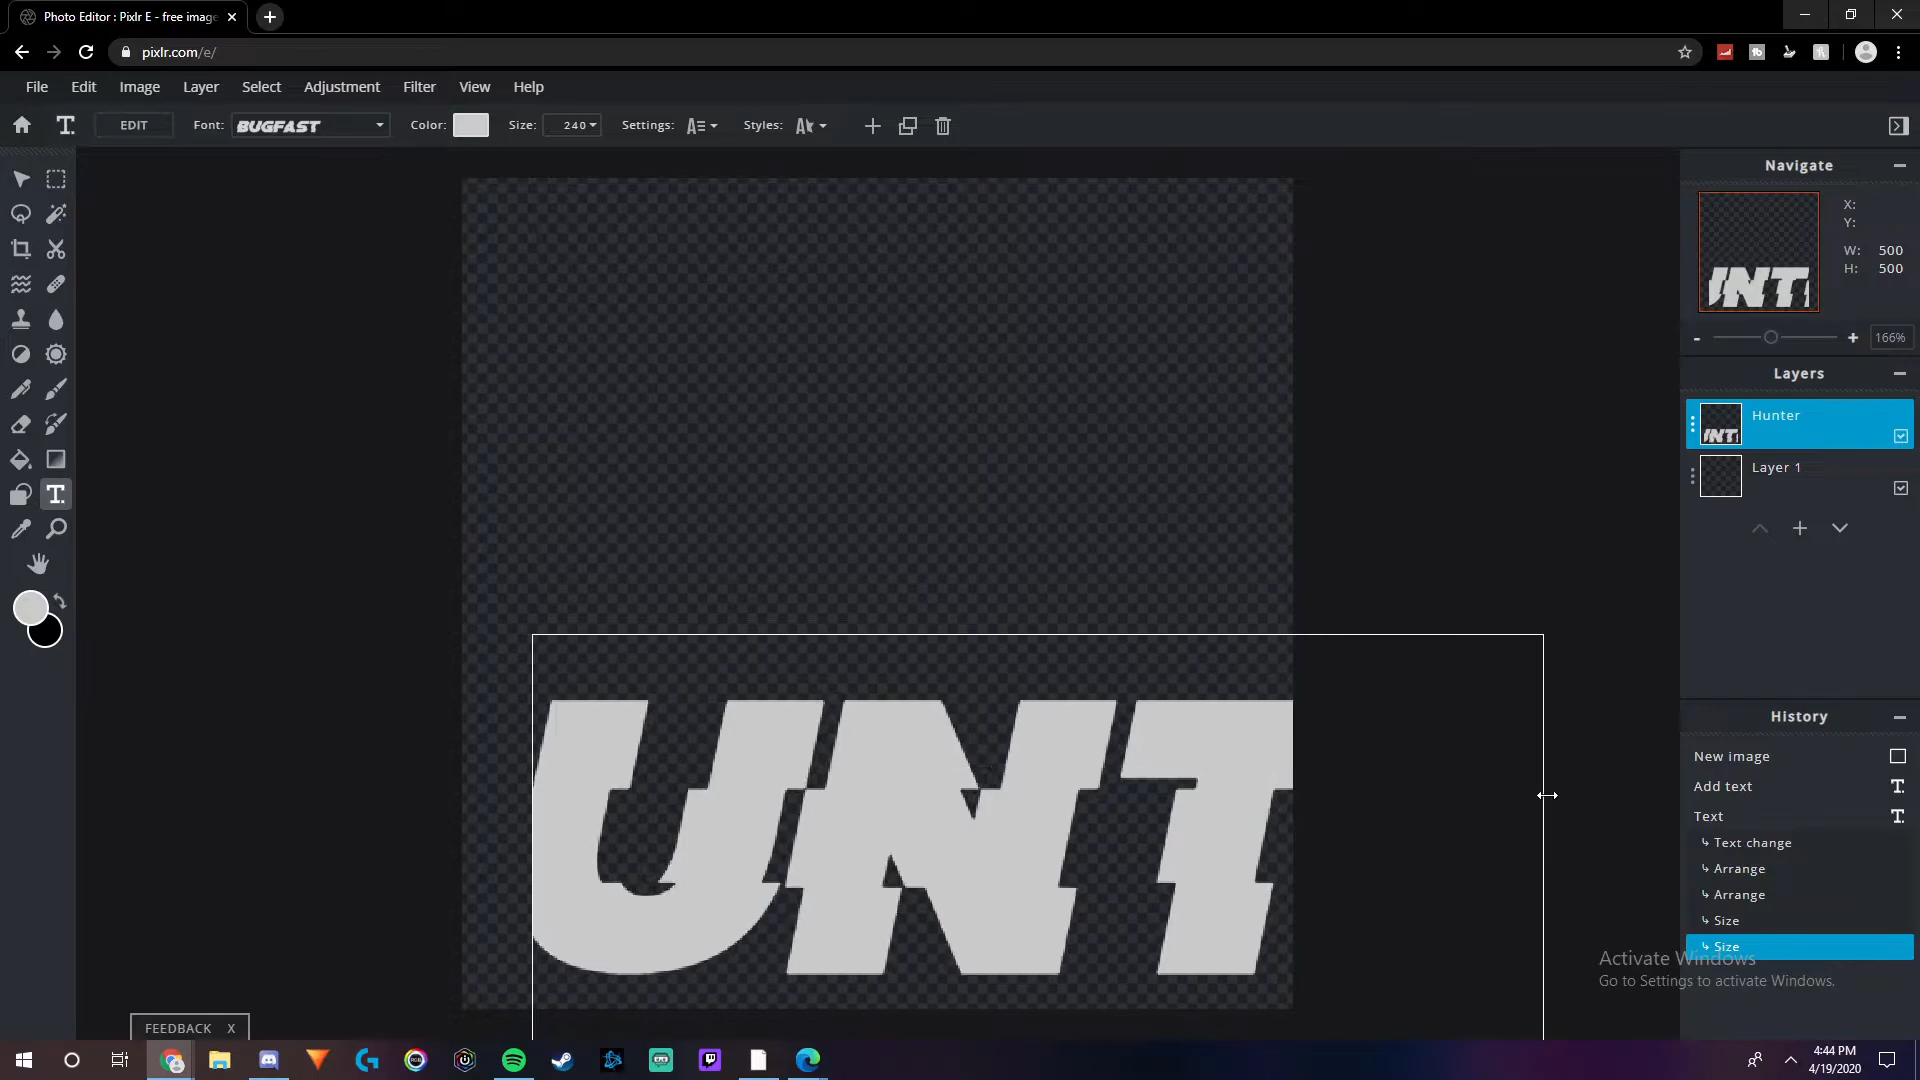 Photo Editor : Pixlr E - free image
pixlr.com/e/
File Edit Image Layer Select Adjustment Filter View Help
EDIT Font: BUGFAST Color: Size: 240 Settings: Styles:
Navigate
X:
Y:
W: 500
H: 500
INT
- + 166%
Layers
Hunter
INT
Layer 1
UNT
History
New image
Add text
Text
Text change
Arrange
Arrange
Size
Size
Activate Windows
Go to Settings to activate Windows.
FEEDBACK X
4:44 PM
4/19/2020